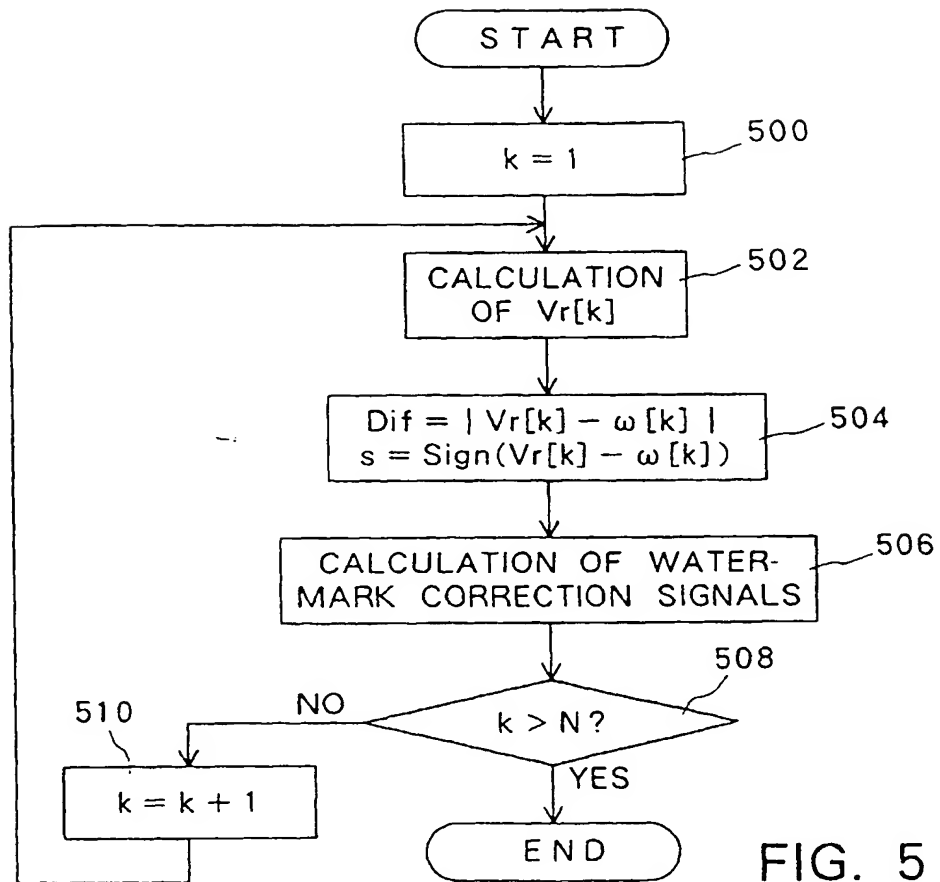 START
500
k = 1
502
CALCULATION
OF Vr[k]
504
Dif = | Vr[k] − ω[k] |
s = Sign(Vr[k] − ω[k])
506
CALCULATION OF WATER-
MARK CORRECTION SIGNALS
508
k > N?
NO
510
YES
k = k + 1
END
FIG. 5